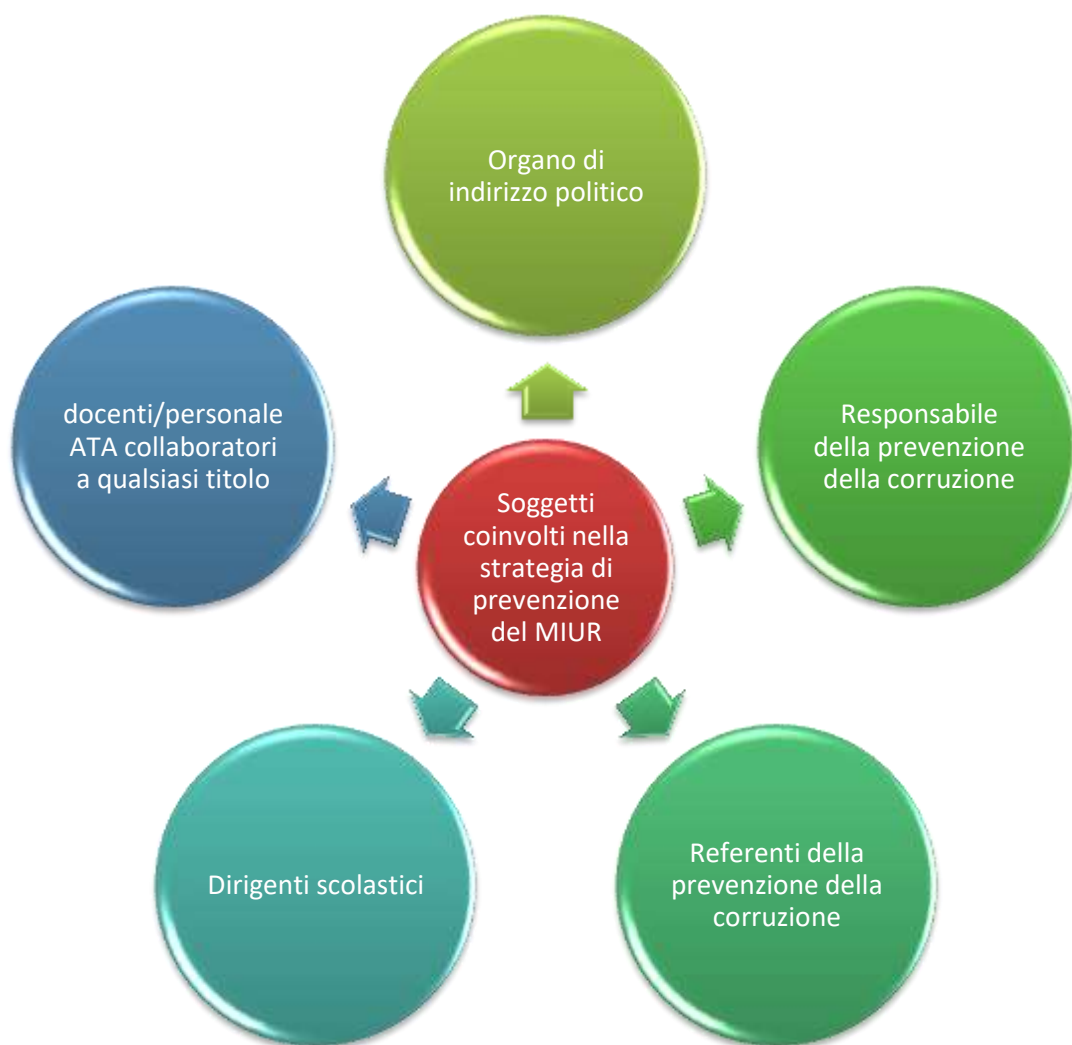 Organo di
indirizzo politico
docenti/personale
ATA collaboratori
a qualsiasi titolo
Responsabile
della prevenzione
della corruzione
Soggetti
coinvolti nella
strategia di
prevenzione
del MIUR
Dirigenti scolastici
Referenti della
prevenzione della
corruzione